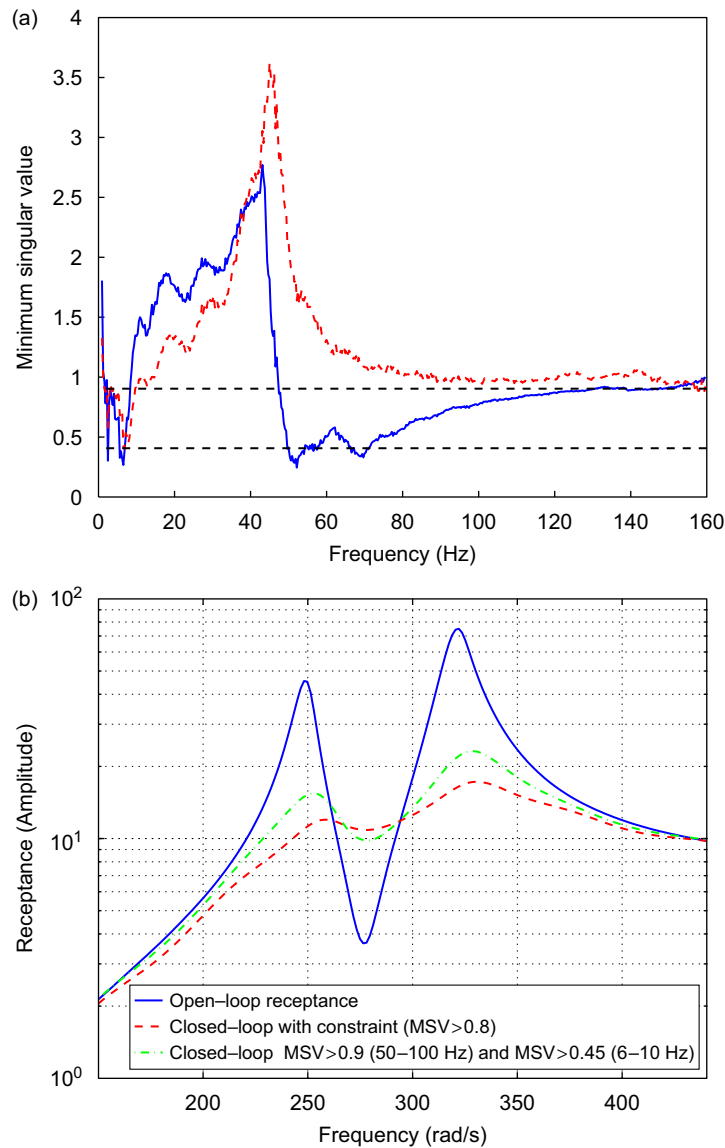 (a)
4
3.5
3
2.5
2
1.5
1
0.5
0
Minimum singular value
0 20 40 60 80 100 120 140 160
Frequency (Hz)
(b)
10²
10¹
10⁰
Receptance (Amplitude)
Open–loop receptance
Closed–loop with constraint (MSV>0.8)
Closed–loop MSV>0.9 (50–100 Hz) and MSV>0.45 (6–10 Hz)
200 250 300 350 400
Frequency (rad/s)